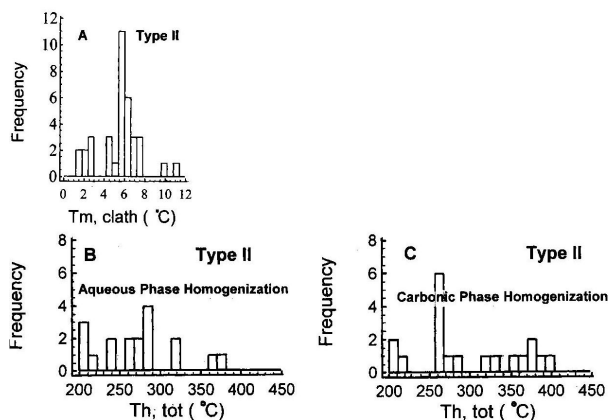 A Type II
Frequency
12
10
8
6
4
2
0
0 2 4 6 8 10 12
Tm, clath ( °C)
B Type II
Aqueous Phase Homogenization
Frequency
8
6
4
2
0
200 250 300 350 400 450
Th, tot ( °C)
C Type II
Carbonic Phase Homogenization
Frequency
8
6
4
2
0
200 250 300 350 400 450
Th, tot ( °C)